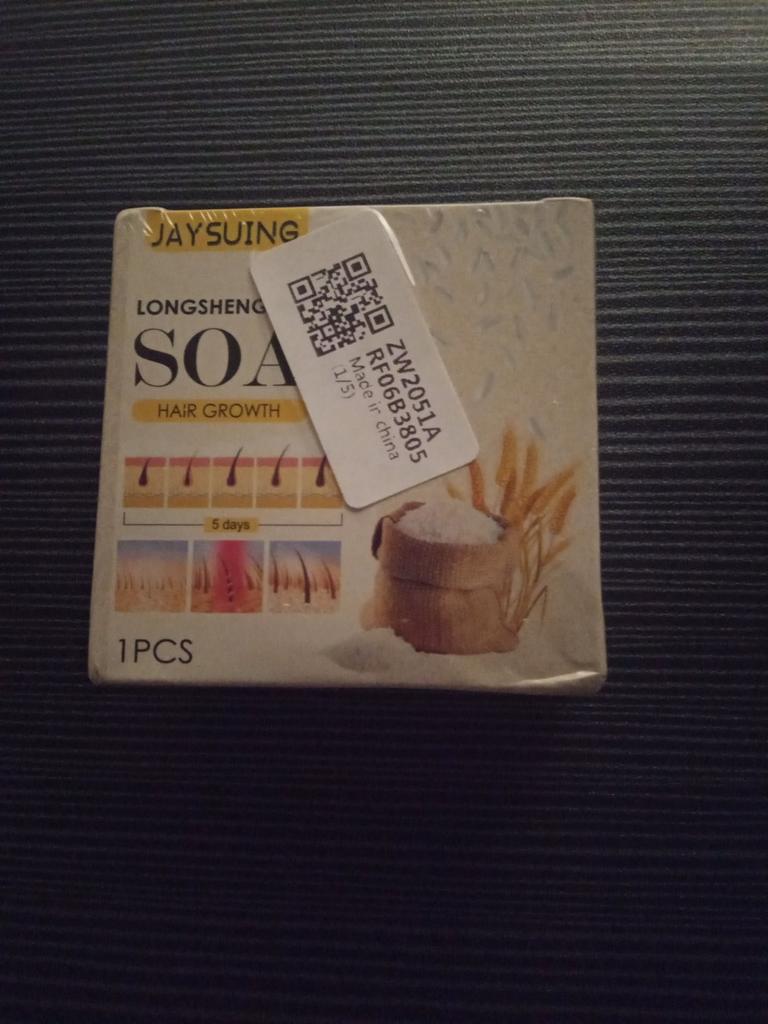 JAYSUING
LONGSHENG
SOA
HAIR GROWTH
5 days
1PCS
ZW2051A
RF06B3805
Made in china
(1/5)